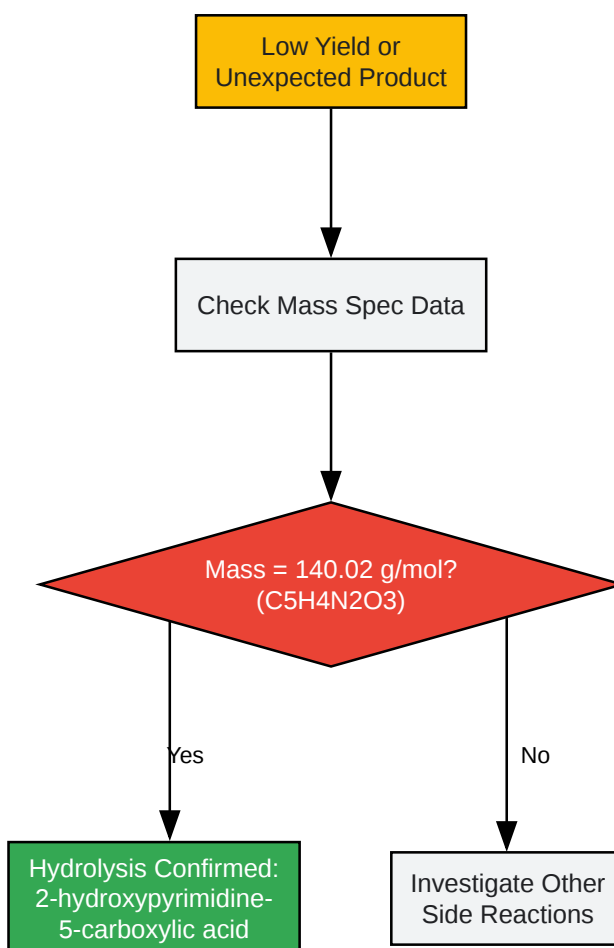 Low Yield or
Unexpected Product
Check Mass Spec Data
Mass = 140.02 g/mol?
(C5H4N2O3)
Yes
No
Hydrolysis Confirmed:
2-hydroxypyrimidine-
5-carboxylic acid
Investigate Other
Side Reactions